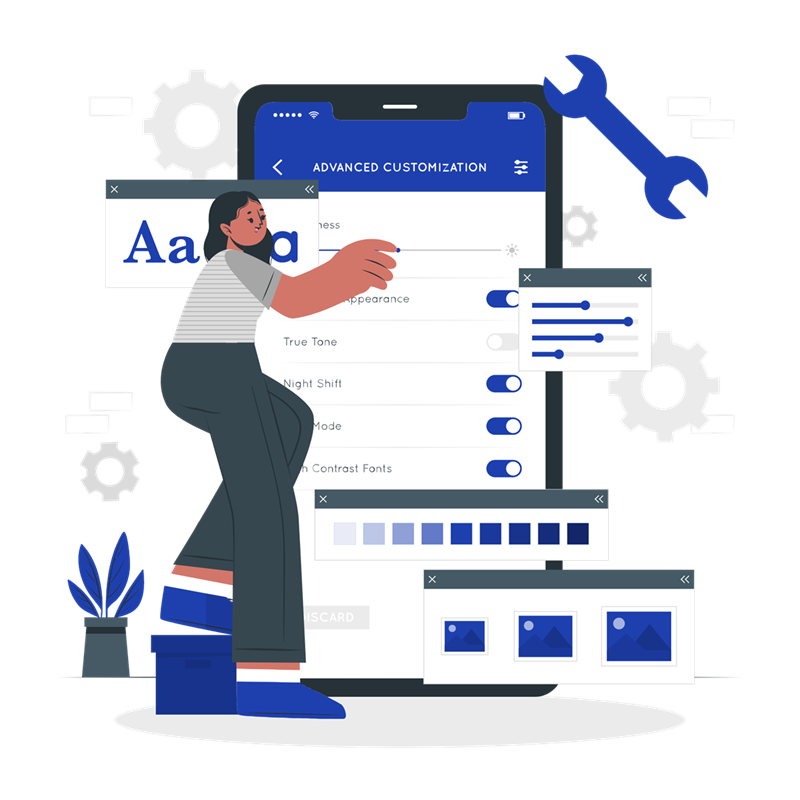 ADVANCED CUSTOMIZATION
Aa
a
ness
Appearance
True Tone
Night Shift
Mode
Contrast Fonts
ISCARD